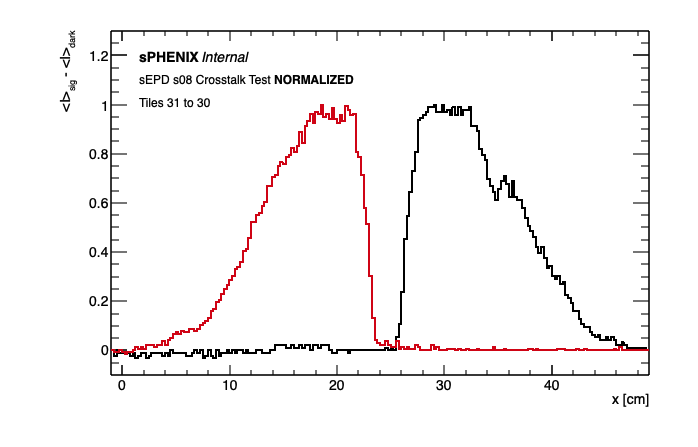 sPHENIX Internal
sEPD s08 Crosstalk Test NORMALIZED
Tiles 31 to 30
<I>sig - <I>dark
1.2
1
0.8
0.6
0.4
0.2
0
0 10 20 30 40
x [cm]